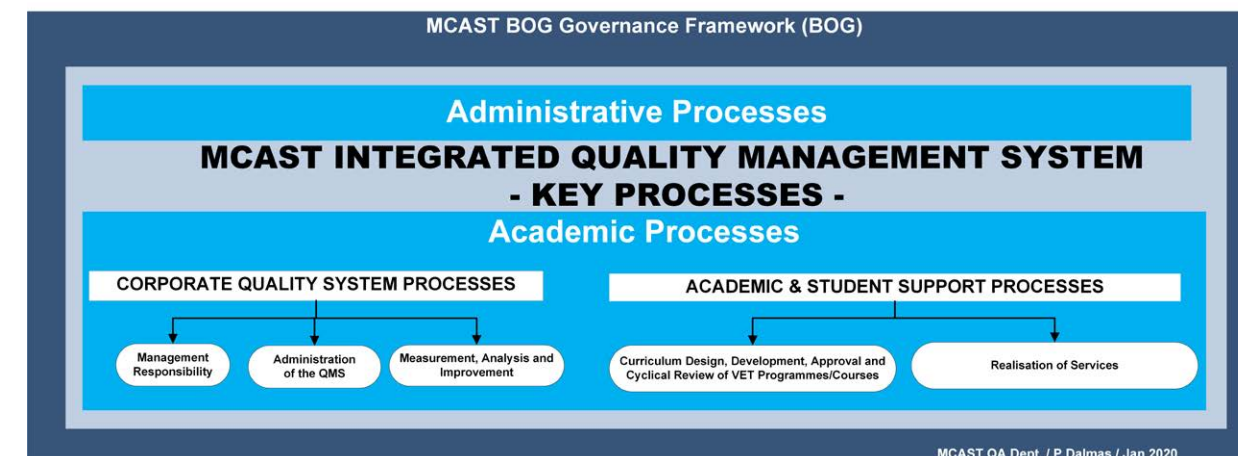 MCAST BOG Governance Framework (BOG)
Administrative Processes
MCAST INTEGRATED QUALITY MANAGEMENT SYSTEM
- KEY PROCESSES -
Academic Processes
CORPORATE QUALITY SYSTEM PROCESSES
Management
Responsibility
Administration
of the QMS
Measurement, Analysis and
Improvement
ACADEMIC & STUDENT SUPPORT PROCESSES
Curriculum Design, Development, Approval and
Cyclical Review of VET Programmes/Courses
Realisation of Services
MCAST QA Dept. / P Dalmas / Jan 2020